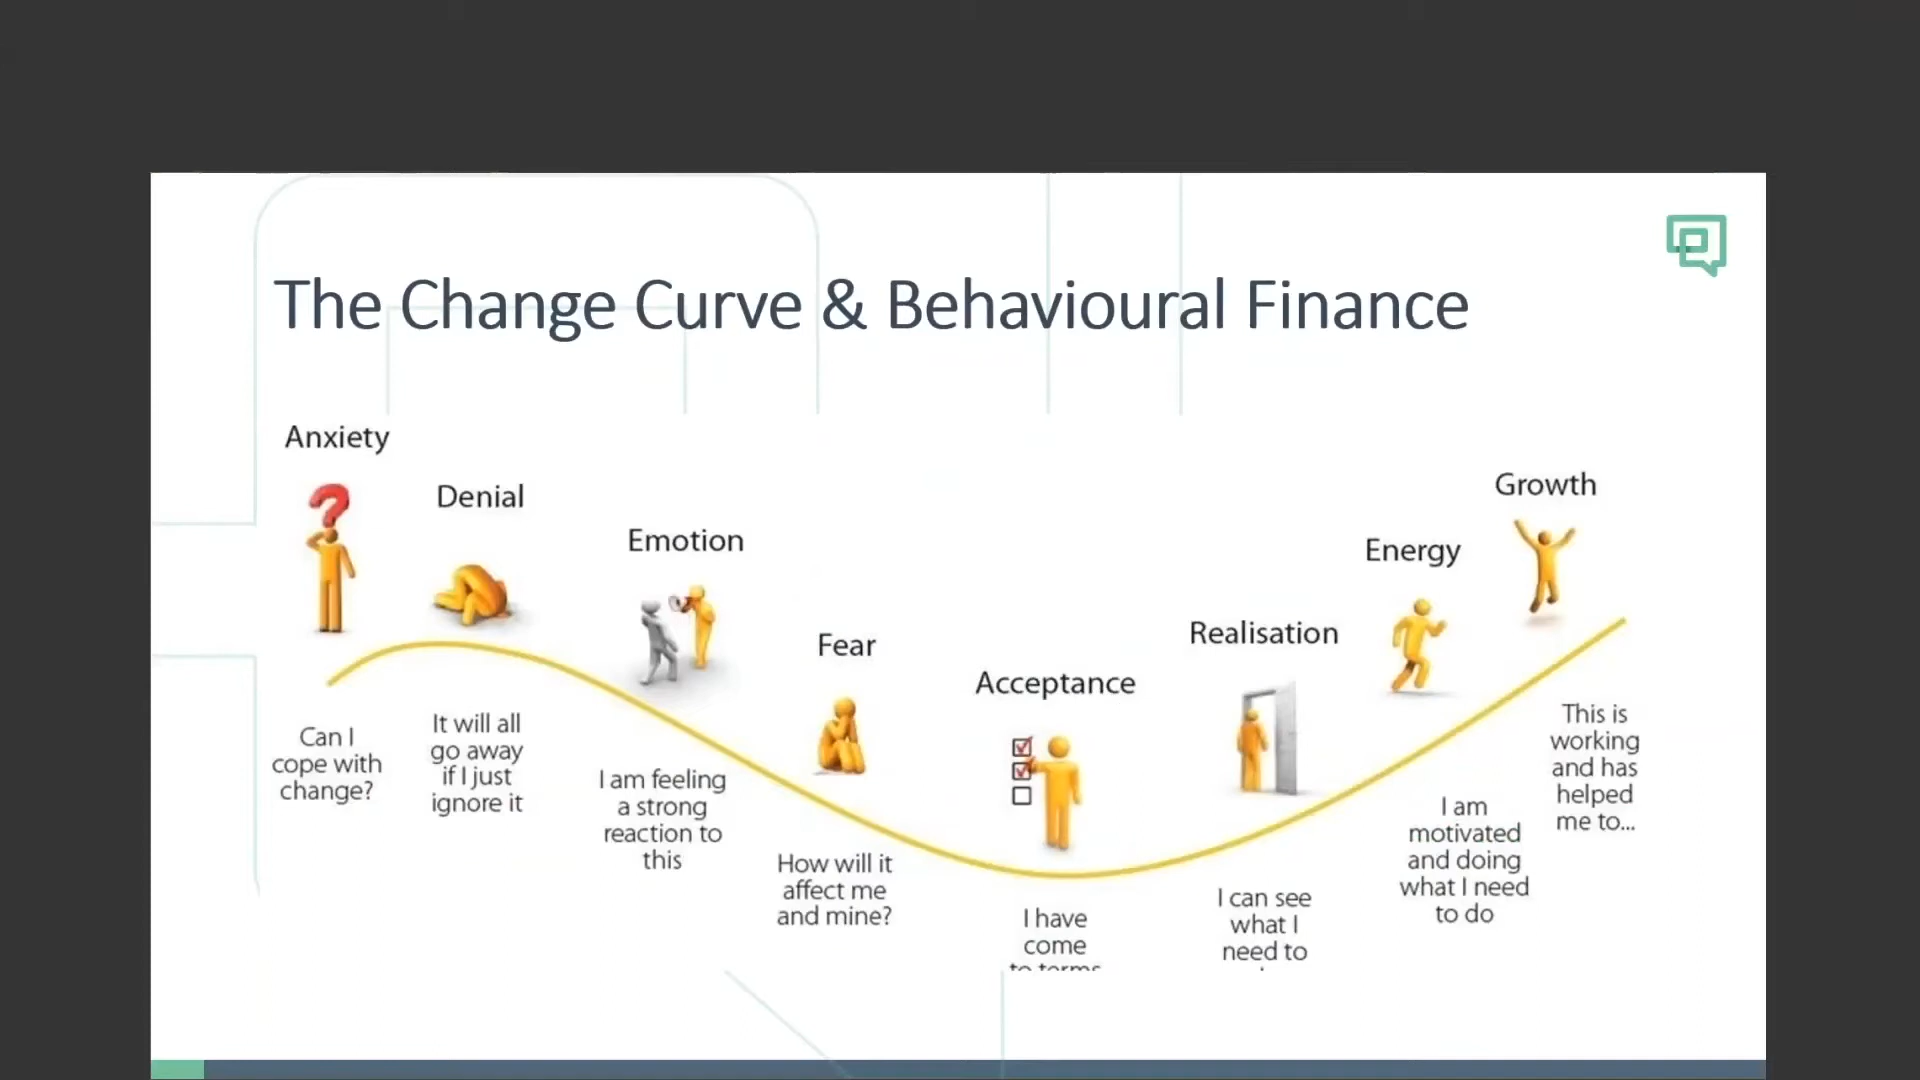 The Change Curve & Behavioural Finance
Anxiety
Can I
cope with
change?
Denial
It will all
go away
if I just
ignore it
Emotion
I am feeling
a strong
reaction to
this
Fear
How will it
affect me
and mine?
Acceptance
I have
come
to terms
Realisation
I can see
what I
need to
Energy
I am
motivated
and doing
what I need
to do
Growth
This is
working
and has
helped
me to...